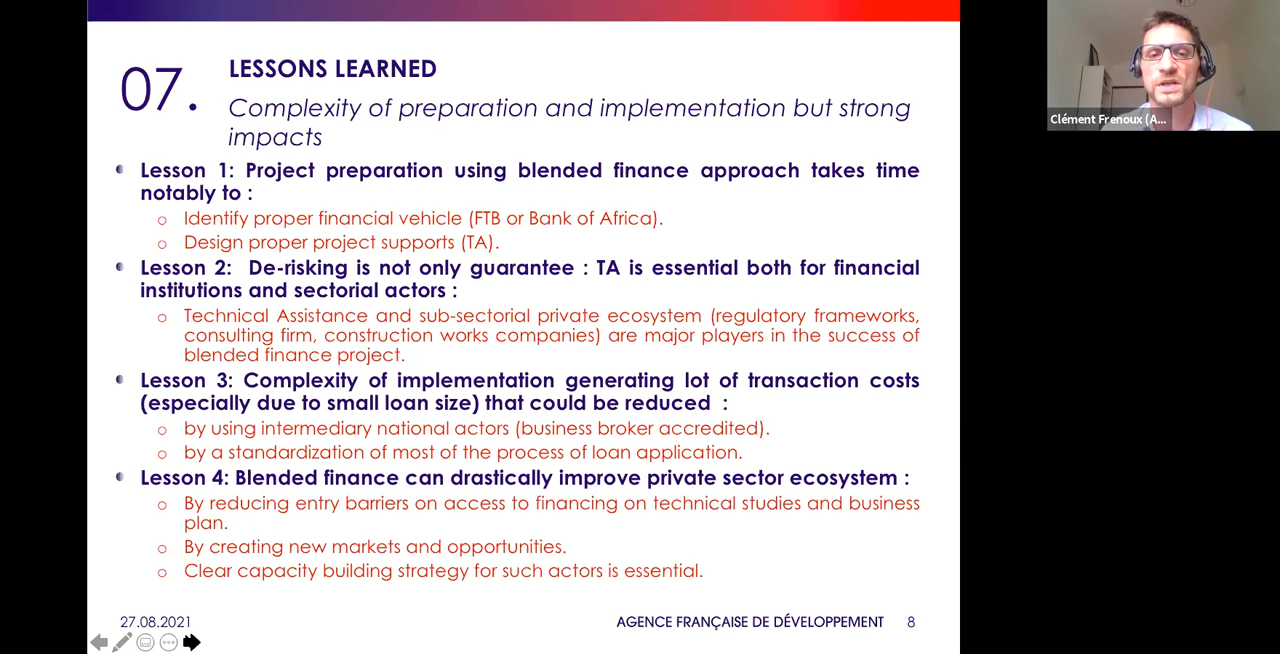 07.
LESSONS LEARNED
Complexity of preparation and implementation but strong
impacts
Lesson 1: Project preparation using blended finance approach takes time
notably to :
Identify proper financial vehicle (FTB or Bank of Africa).
Design proper project supports (TA).
Lesson 2: De-risking is not only guarantee : TA is essential both for financial
institutions and sectorial actors :
Technical Assistance and sub-sectorial private ecosystem (regulatory frameworks,
consulting firm, construction works companies) are major players in the success of
blended finance project.
Lesson 3: Complexity of implementation generating lot of transaction costs
(especially due to small loan size) that could be reduced :
by using intermediary national actors (business broker accredited).
by a standardization of most of the process of loan application.
Lesson 4: Blended finance can drastically improve private sector ecosystem :
By reducing entry barriers on access to financing on technical studies and business
plan.
By creating new markets and opportunities.
Clear capacity building strategy for such actors is essential.
27.08.2021
AGENCE FRANÇAISE DE DÉVELOPPEMENT 8
Clément Frenoux (A...